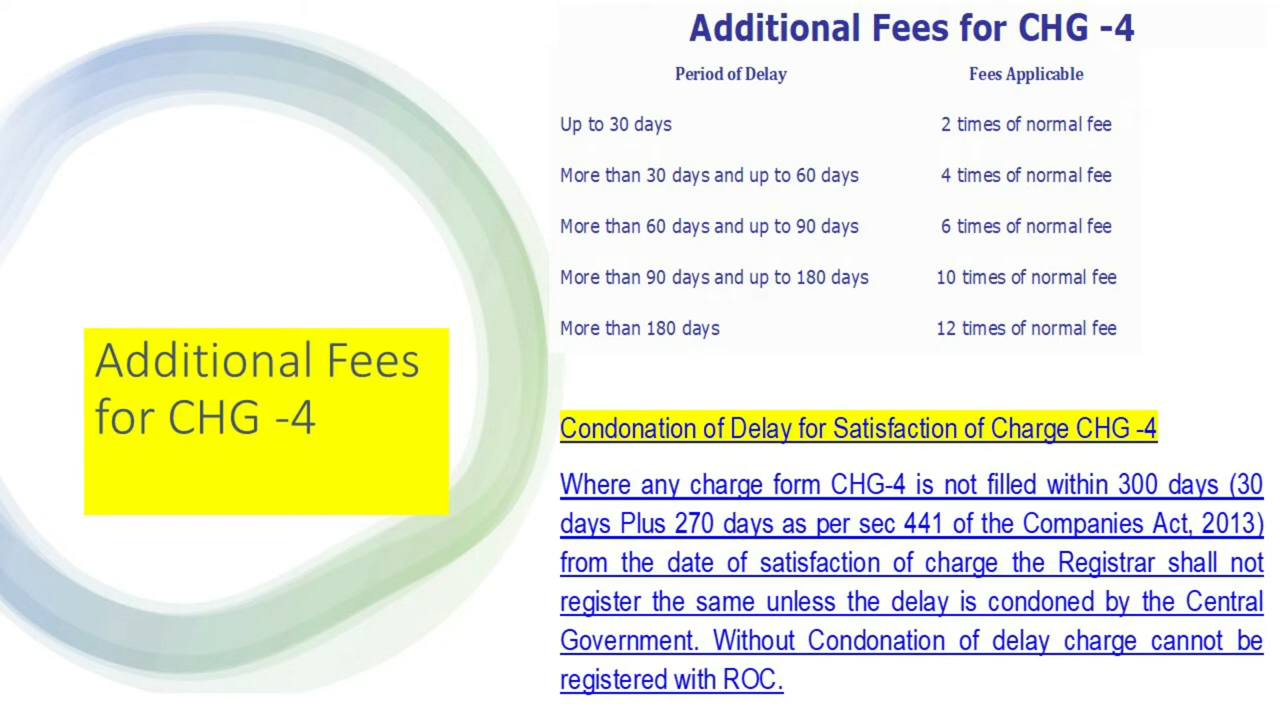 Additional Fees for CHG -4
Period of Delay Fees Applicable
Up to 30 days 2 times of normal fee
More than 30 days and up to 60 days 4 times of normal fee
More than 60 days and up to 90 days 6 times of normal fee
More than 90 days and up to 180 days 10 times of normal fee
More than 180 days 12 times of normal fee
Additional Fees
for CHG -4
Condonation of Delay for Satisfaction of Charge CHG -4
Where any charge form CHG-4 is not filled within 300 days (30
days Plus 270 days as per sec 441 of the Companies Act, 2013)
from the date of satisfaction of charge the Registrar shall not
register the same unless the delay is condoned by the Central
Government. Without Condonation of delay charge cannot be
registered with ROC.